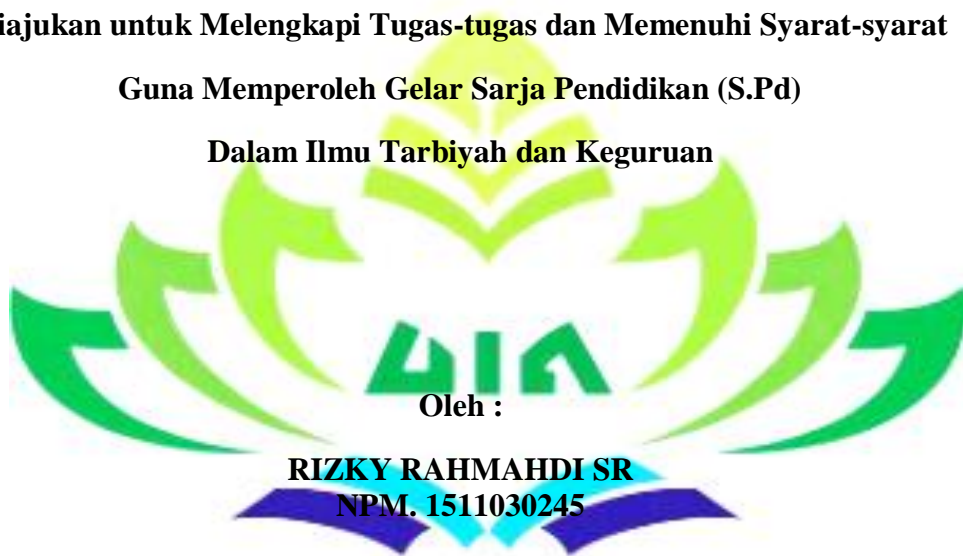 iajukan untuk Melengkapi Tugas-tugas dan Memenuhi Syarat-syarat
Guna Memperoleh Gelar Sarja Pendidikan (S.Pd)
Dalam Ilmu Tarbiyah dan Keguruan
UIN
Oleh :
RIZKY RAHMAHDI SR
NPM. 1511030245